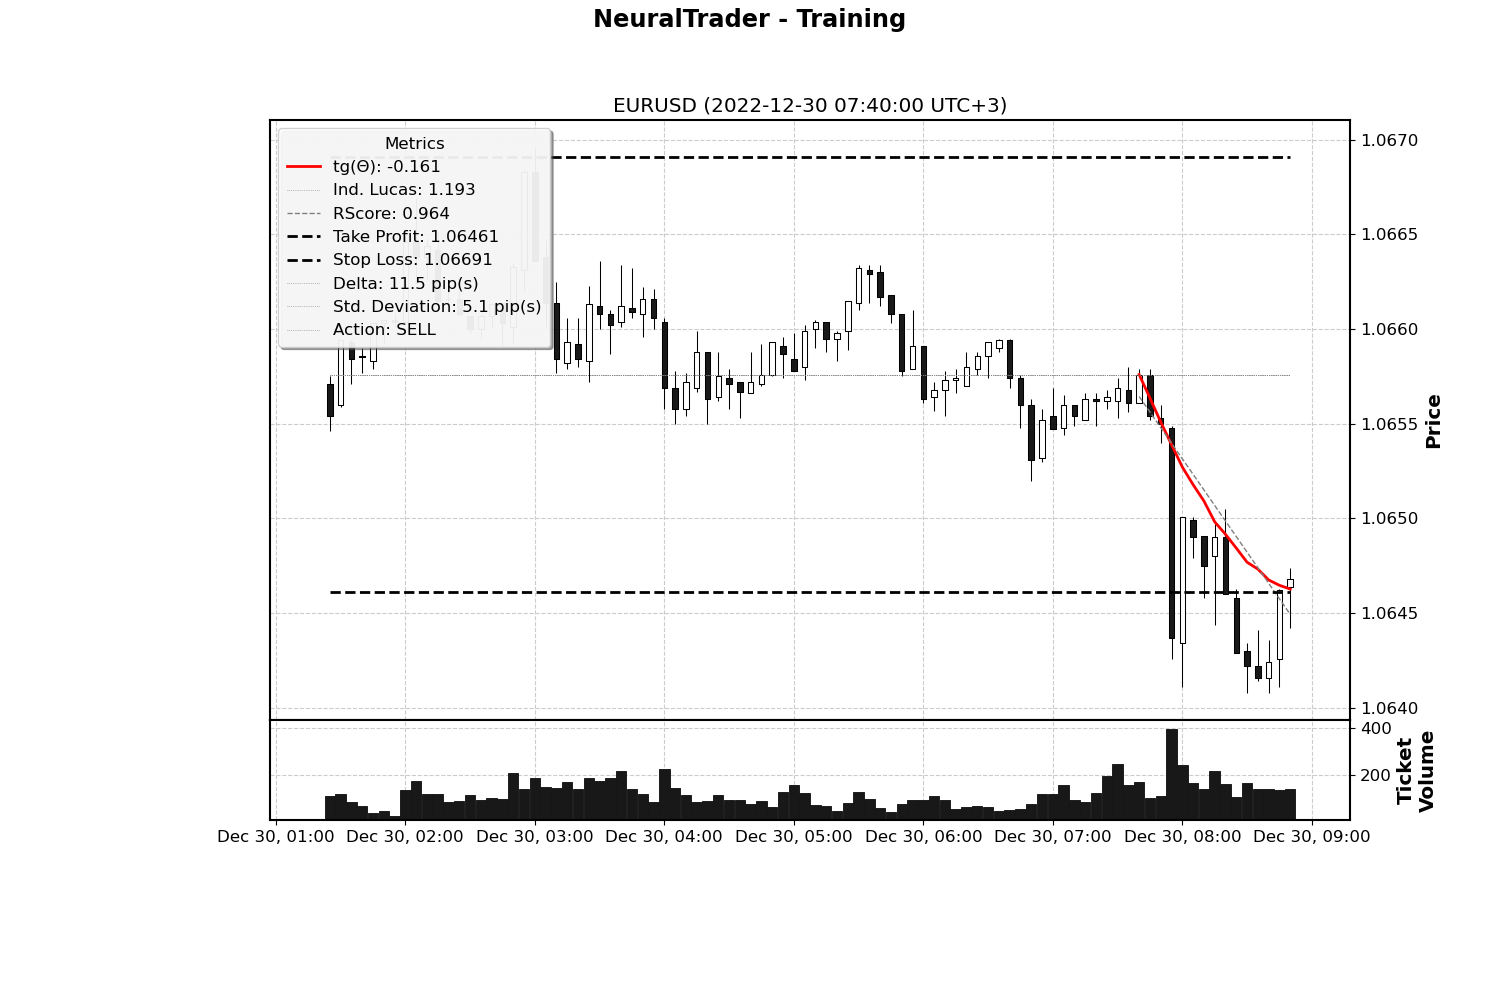 NeuralTrader - Training
EURUSD (2022-12-30 07:40:00 UTC+3)
Metrics
tg(Θ): -0.161
Ind. Lucas: 1.193
RScore: 0.964
Take Profit: 1.06461
Stop Loss: 1.06691
Delta: 11.5 pip(s)
Std. Deviation: 5.1 pip(s)
Action: SELL
1.0670
1.0665
1.0660
1.0655
1.0650
1.0645
1.0640
Price
400
200
Ticket
Volume
Dec 30, 01:00 Dec 30, 02:00 Dec 30, 03:00 Dec 30, 04:00 Dec 30, 05:00 Dec 30, 06:00 Dec 30, 07:00 Dec 30, 08:00 Dec 30, 09:00